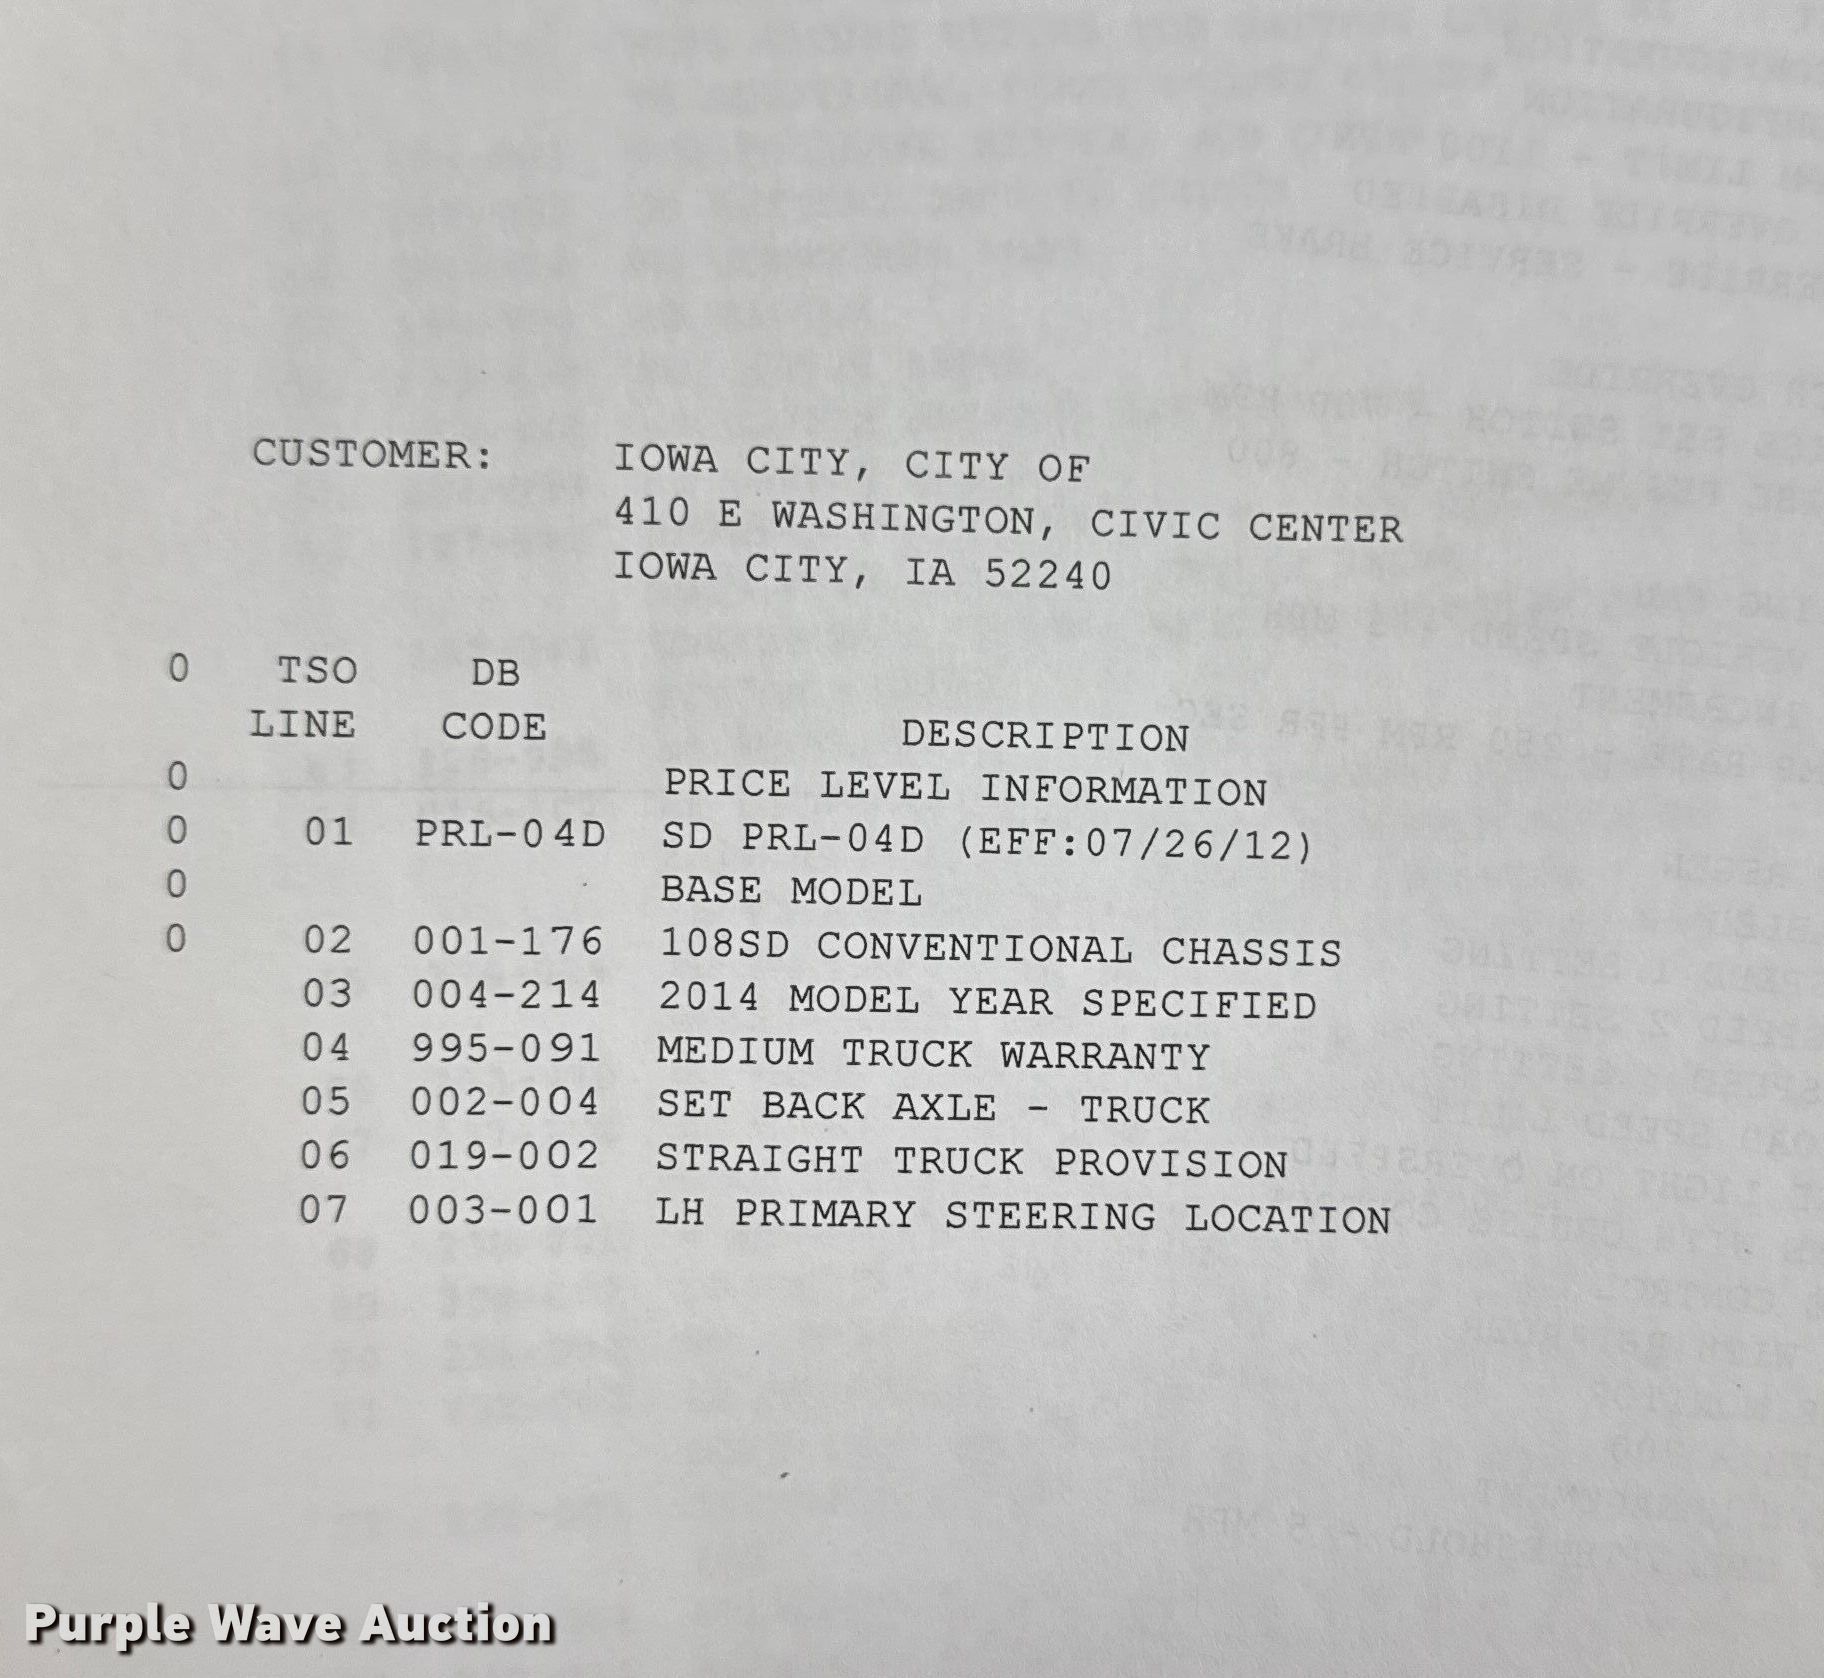 CUSTOMER: IOWA CITY, CITY OF
410 E WASHINGTON, CIVIC CENTER
IOWA CITY, IA 52240
0 TSO DB
LINE CODE DESCRIPTION
0 PRICE LEVEL INFORMATION
0 01 PRL-04D SD PRL-04D (EFF:07/26/12)
0 BASE MODEL
0 02 001-176 108SD CONVENTIONAL CHASSIS
03 004-214 2014 MODEL YEAR SPECIFIED
04 995-091 MEDIUM TRUCK WARRANTY
05 002-004 SET BACK AXLE - TRUCK
06 019-002 STRAIGHT TRUCK PROVISION
07 003-001 LH PRIMARY STEERING LOCATION
Purple Wave Auction